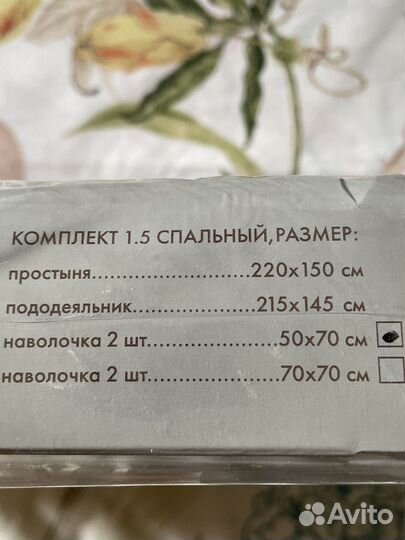 КОМПЛЕКТ 1.5 СПАЛЬНЫЙ,РАЗМЕР:
простыня...........................220х150 см
пододеяльник....................215х145 см
наволочка 2 шт......................50х70 см
наволочка 2 шт......................70х70 см
Avito